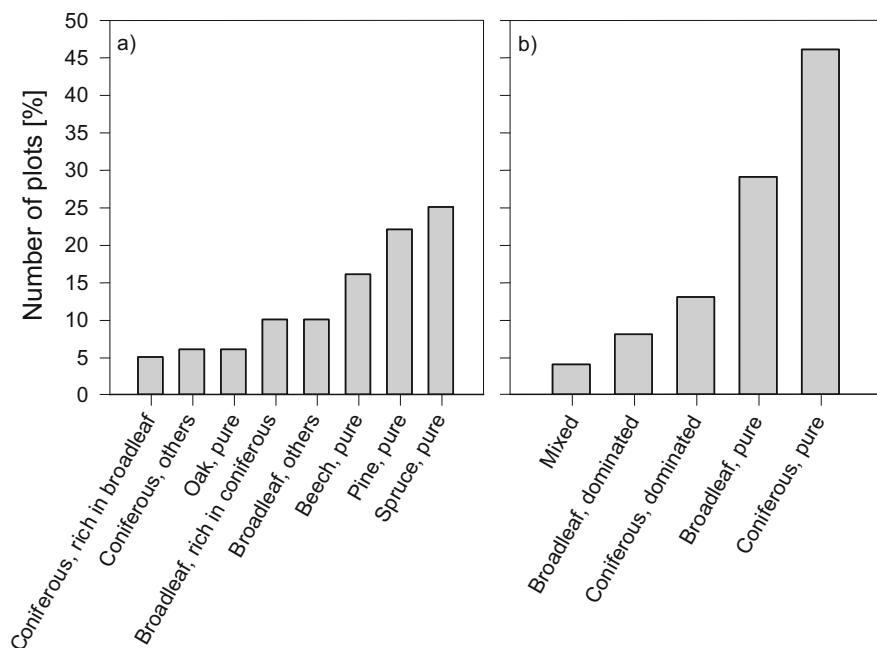 Number of plots [%]
50
45
40
35
30
25
20
15
10
5
0
a)
Coniferous, rich in broadleaf
Coniferous, others
Oak, pure
Broadleaf, rich in coniferous
Broadleaf, others
Beech, pure
Pine, pure
Spruce, pure
b)
Mixed
Broadleaf, dominated
Coniferous, dominated
Broadleaf, pure
Coniferous, pure